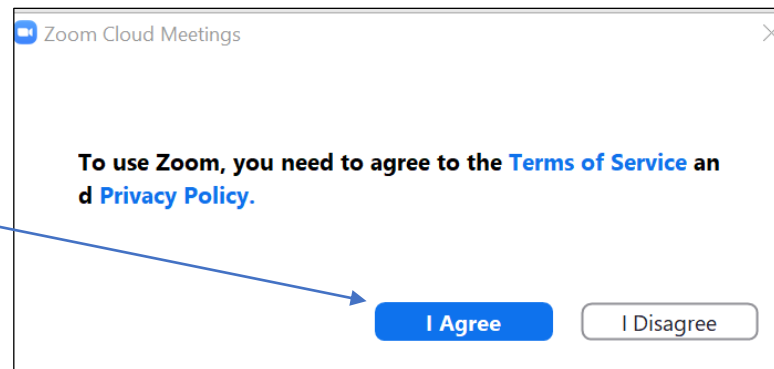 Zoom Cloud Meetings
To use Zoom, you need to agree to the Terms of Service an
d Privacy Policy.
I Agree
I Disagree